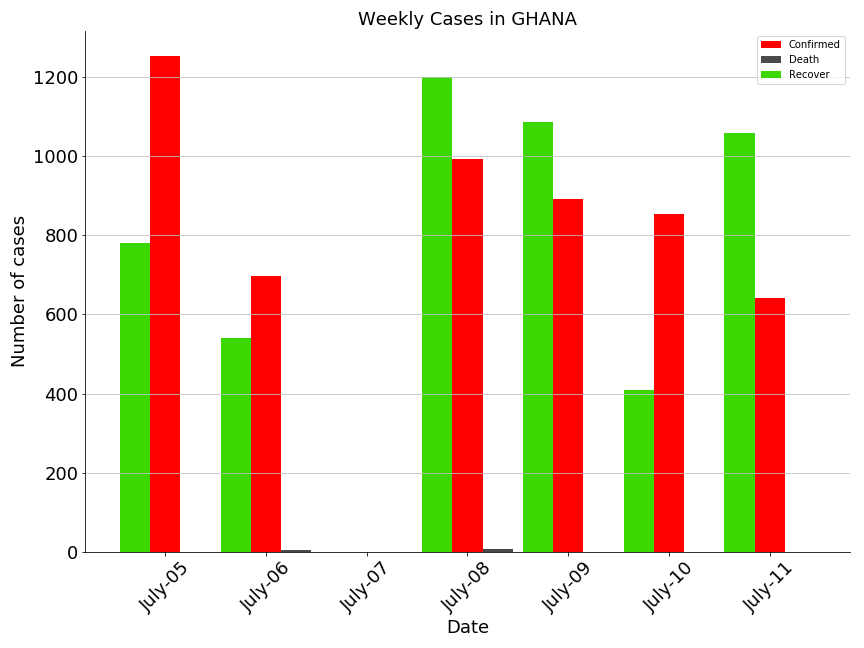 Weekly Cases in GHANA
Confirmed
Death
Recover
Number of cases
1200
1000
800
600
400
200
0
July-05
July-06
July-07
July-08
July-09
July-10
July-11
Date